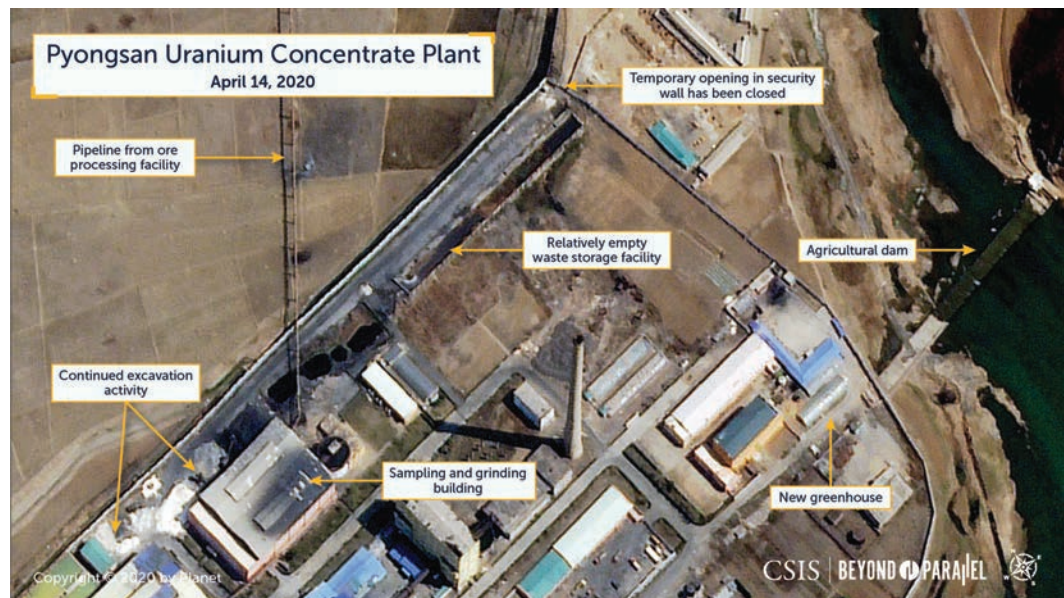 Pyongsan Uranium Concentrate Plant
April 14, 2020
Temporary opening in security
wall has been closed
Pipeline from ore
processing facility
Relatively empty
waste storage facility
Agricultural dam
Continued excavation
activity
Sampling and grinding
building
New greenhouse
Copyright © 2020 by Planet
CSIS | BEYOND PARALLEL